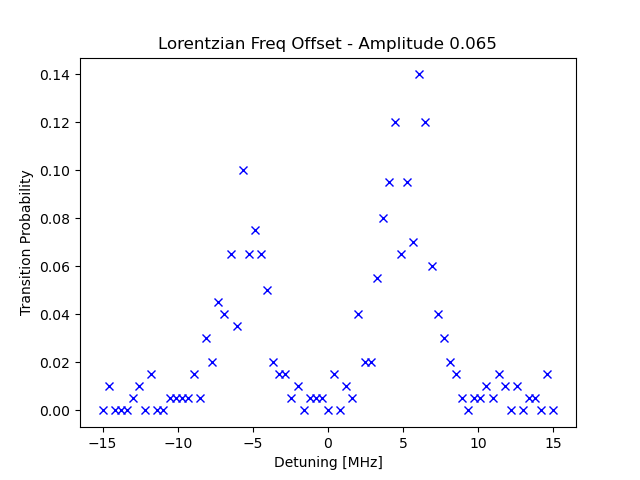 Lorentzian Freq Offset - Amplitude 0.065
0.14
0.12
0.10
0.08
0.06
0.04
0.02
0.00
Transition Probability
−15 −10 −5 0 5 10 15
Detuning [MHz]